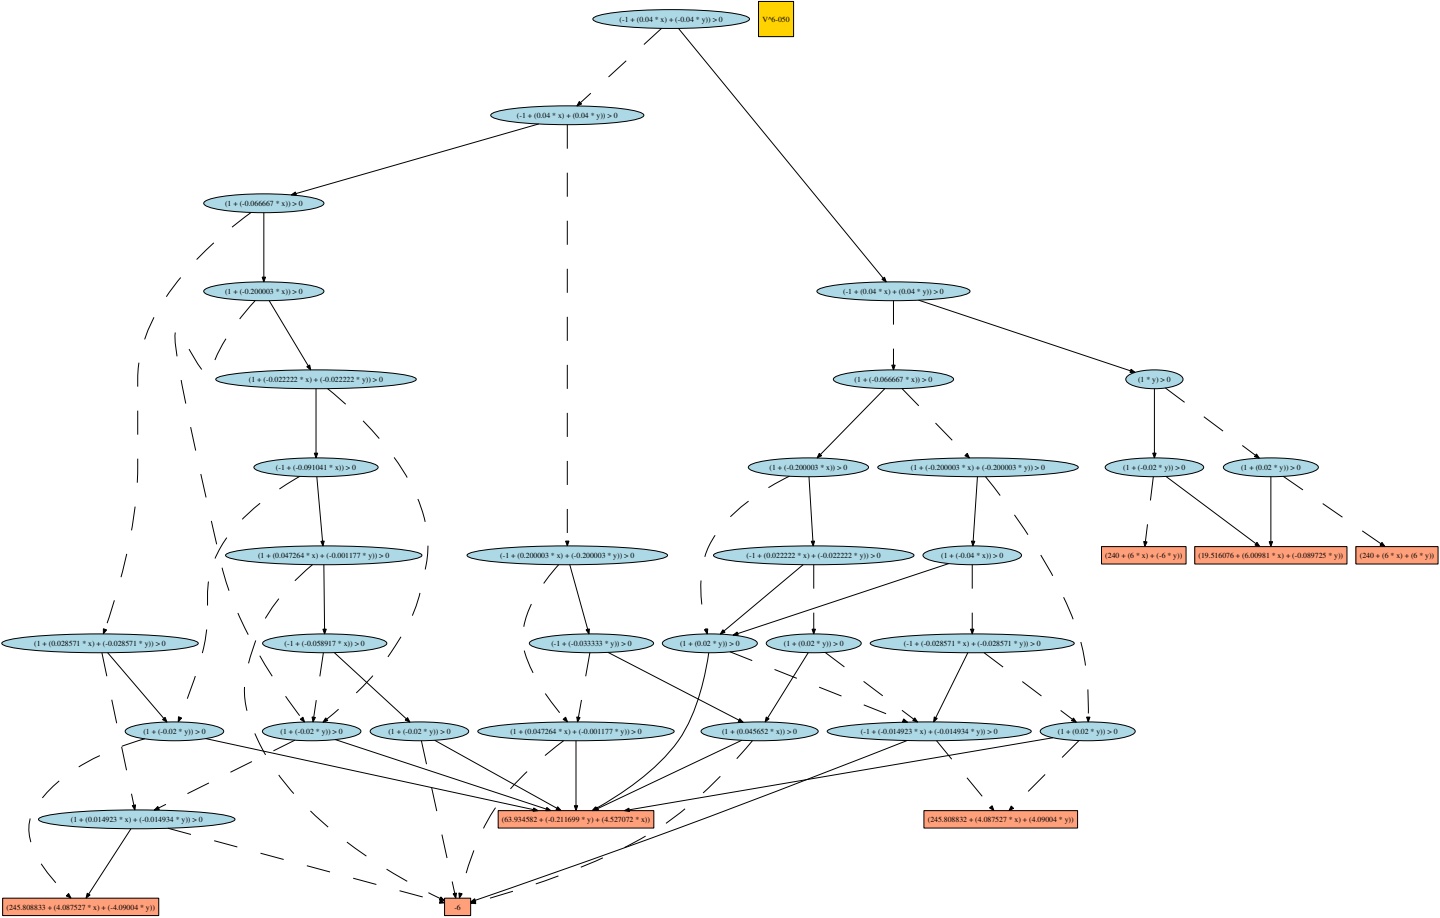 (-1 + (0.04 * x) + (-0.04 * y)) > 0
V^6-050
(-1 + (0.04 * x) + (0.04 * y)) > 0
(1 + (-0.066667 * x)) > 0
(1 + (-0.200003 * x)) > 0
(-1 + (0.04 * x) + (0.04 * y)) > 0
(1 + (-0.022222 * x) + (-0.022222 * y)) > 0
(1 + (-0.066667 * x)) > 0
(1 * y) > 0
(-1 + (-0.091041 * x)) > 0
(1 + (-0.200003 * x)) > 0
(1 + (-0.200003 * x) + (-0.200003 * y)) > 0
(1 + (-0.02 * y)) > 0
(1 + (0.02 * y)) > 0
(1 + (0.047264 * x) + (-0.001177 * y)) > 0
(-1 + (0.200003 * x) + (-0.200003 * y)) > 0
(-1 + (0.022222 * x) + (-0.022222 * y)) > 0
(1 + (-0.04 * x)) > 0
(240 + (6 * x) + (-6 * y))
(19.516076 + (6.00981 * x) + (-0.089725 * y))
(240 + (6 * x) + (6 * y))
(1 + (0.028571 * x) + (-0.028571 * y)) > 0
(-1 + (-0.058917 * x)) > 0
(-1 + (-0.033333 * y)) > 0
(1 + (0.02 * y)) > 0
(1 + (0.02 * y)) > 0
(-1 + (-0.028571 * x) + (-0.028571 * y)) > 0
(1 + (-0.02 * y)) > 0
(1 + (-0.02 * y)) > 0
(1 + (-0.02 * y)) > 0
(1 + (0.047264 * x) + (-0.001177 * y)) > 0
(1 + (0.045652 * x)) > 0
(-1 + (-0.014923 * x) + (-0.014934 * y)) > 0
(1 + (0.02 * y)) > 0
(1 + (0.014923 * x) + (-0.014934 * y)) > 0
(63.934582 + (-0.211699 * y) + (4.527072 * x))
(245.808832 + (4.087527 * x) + (4.09004 * y))
(245.808833 + (4.087527 * x) + (-4.09004 * y))
-6